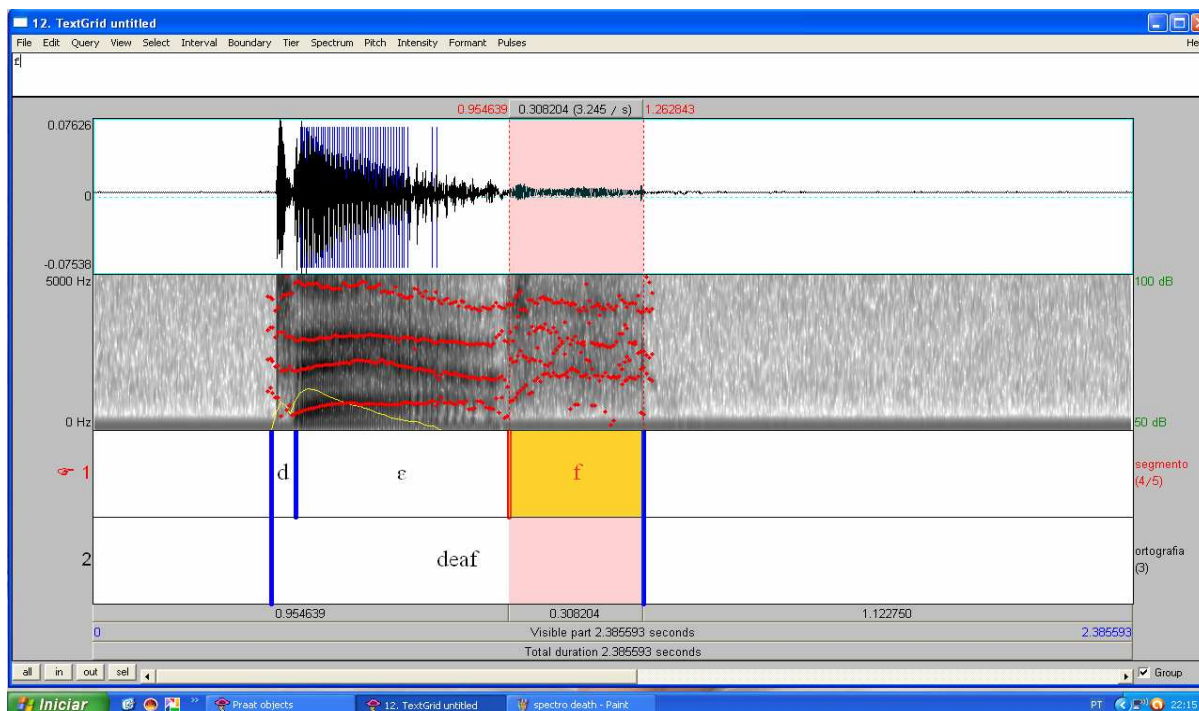 12. TextGrid untitled
File Edit Query View Select Interval Boundary Tier Spectrum Pitch Intensity Formant Pulses He
f
0.954639 0.308204 (3.245 / s) 1.262843
0.07626
0
-0.07538
5000 Hz 100 dB
0 Hz 50 dB
1 d ε f segmento
(4/5)
2 deaf ortografia
(3)
0.954639 0.308204 1.122750
0 Visible part 2.385593 seconds 2.385593
Total duration 2.385593 seconds
all in out sel Group
Iniciar Praat objects 12. TextGrid untitled spectro death - Paint PT 22:15